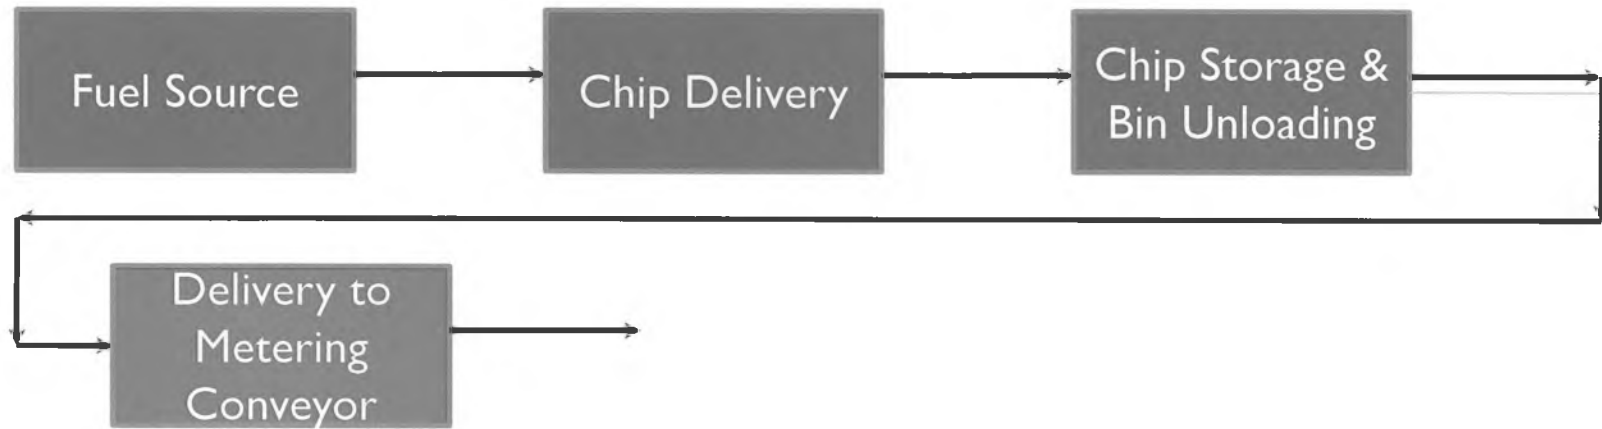 Fuel Source
Chip Delivery
Chip Storage &
Bin Unloading
Delivery to
Metering
Conveyor